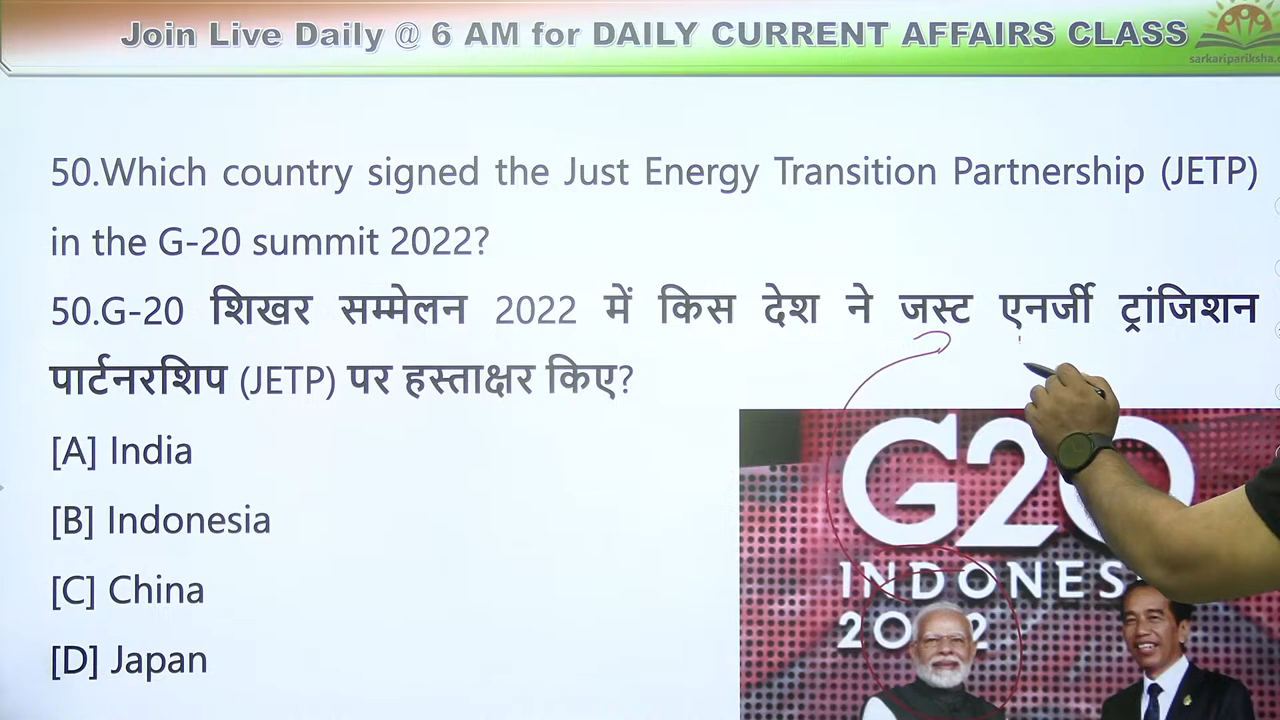 Join Live Daily @ 6 AM for DAILY CURRENT AFFAIRS CLASS
50.Which country signed the Just Energy Transition Partnership (JETP)
in the G-20 summit 2022?
50.G-20 शिखर सम्मेलन 2022 में किस देश ने जस्ट एनर्जी ट्रांजिशन
पार्टनरशिप (JETP) पर हस्ताक्षर किए?
[A] India
[B] Indonesia
[C] China
[D] Japan
G20
INDONES
2022